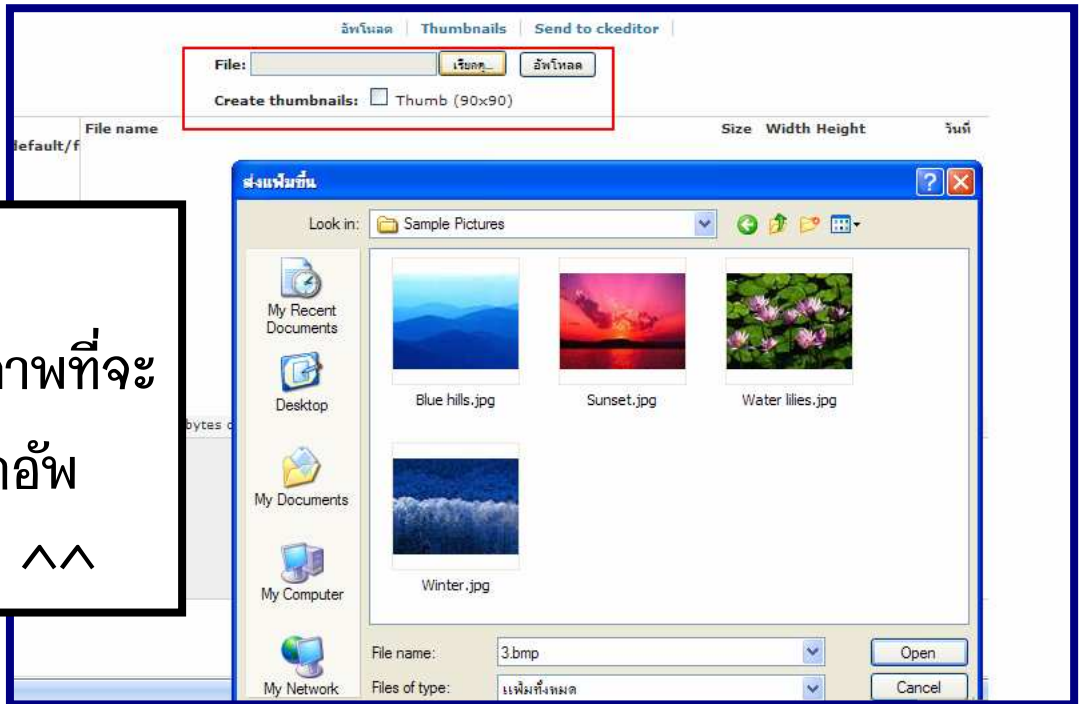 อัพโหลด | Thumbnails | Send to ckeditor |
File: เรียกดู... อัพโหลด
Create thumbnails: Thumb (90x90)
File name Size Width Height วันที่
default/f
ส่งแฟ้มขึ้น
Look in: Sample Pictures
My Recent Documents
Desktop
My Documents
My Computer
My Network
Blue hills.jpg Sunset.jpg Water lilies.jpg
Winter.jpg
าพที่จะ
อัพ
^^
bytes
File name: 3.bmp Open
Files of type: แฟ้มทั้งหมด Cancel